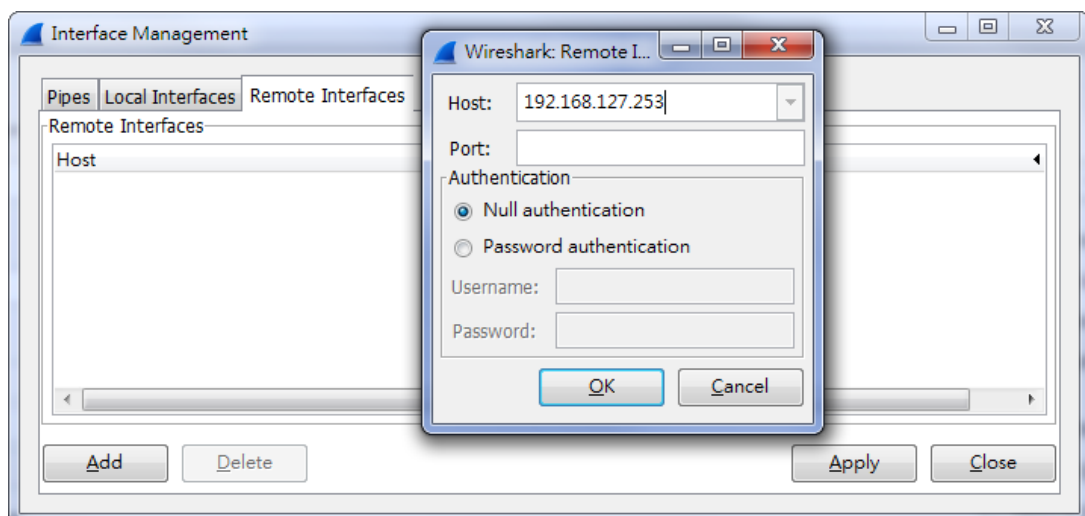 Interface Management
Wireshark: Remote I...
Pipes
Local Interfaces
Remote Interfaces
Remote Interfaces
Host
Host:
192.168.127.253
Port:
Authentication
Null authentication
Password authentication
Username:
Password:
OK
Cancel
Add
Delete
Apply
Close